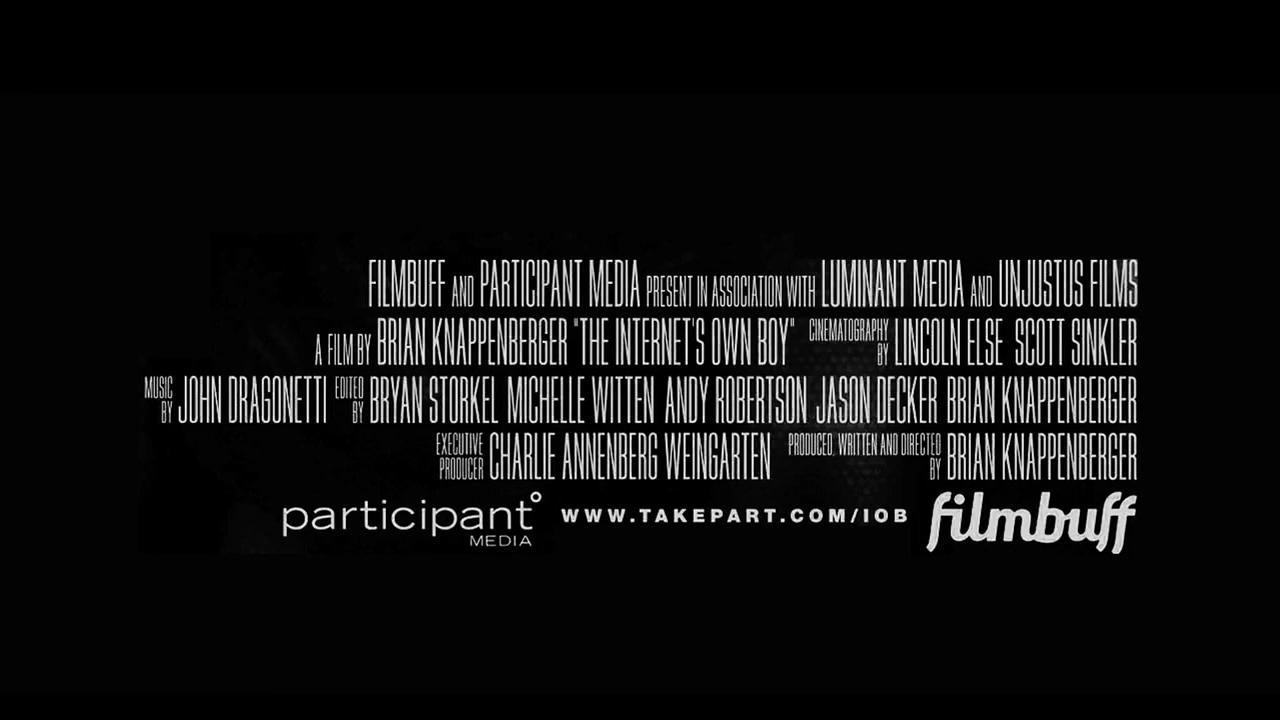 FILMBUFF AND PARTICIPANT MEDIA PRESENT IN ASSOCIATION WITH LUMINANT MEDIA AND UNJUSTUS FILMS
A FILM BY BRIAN KNAPPENBERGER "THE INTERNET'S OWN BOY" CINEMATOGRAPHY BY LINCOLN ELSE SCOTT SINKLER
MUSIC BY JOHN DRAGONETTI EDITED BY BRYAN STORKEL MICHELLE WITTEN ANDY ROBERTSON JASON DECKER BRIAN KNAPPENBERGER
EXECUTIVE PRODUCER CHARLIE ANNENBERG WEINGARTEN PRODUCED, WRITTEN AND DIRECTED BY BRIAN KNAPPENBERGER
participant° MEDIA WWW.TAKEPART.COM/IOB filmbuff